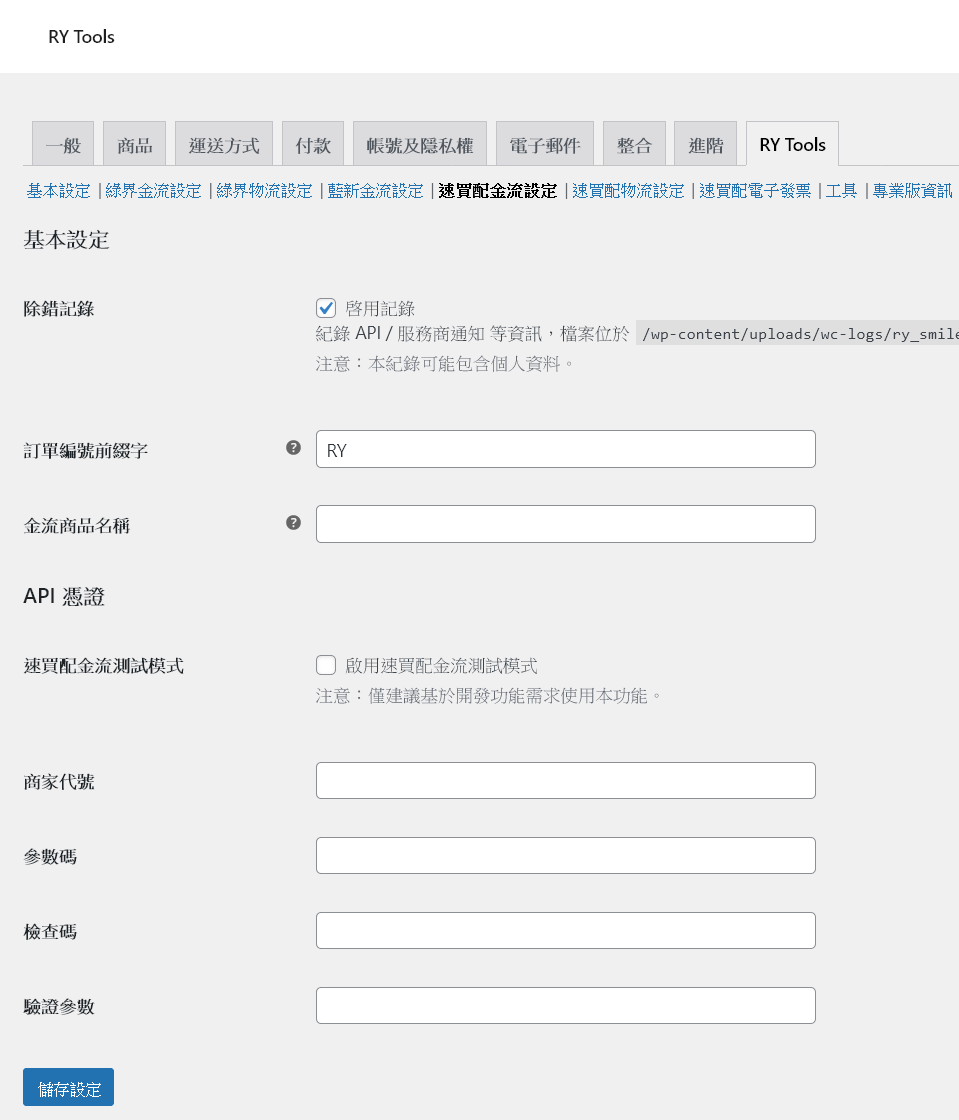 RY Tools
一般 商品 運送方式 付款 帳號及隱私權 電子郵件 整合 進階 RY Tools
基本設定 | 綠界金流設定 | 綠界物流設定 | 藍新金流設定 | 速買配金流設定 | 速買配物流設定 | 速買配電子發票 | 工具 | 專業版資訊
基本設定
除錯記錄
啓用記錄
紀錄 API / 服務商通知 等資訊，檔案位於 /wp-content/uploads/wc-logs/ry_smile
注意：本紀錄可能包含個人資料。
訂單編號前綴字 ? RY
金流商品名稱 ?
API 憑證
速買配金流測試模式
啟用速買配金流測試模式
注意：僅建議基於開發功能需求使用本功能。
商家代號
參數碼
檢查碼
驗證參數
儲存設定